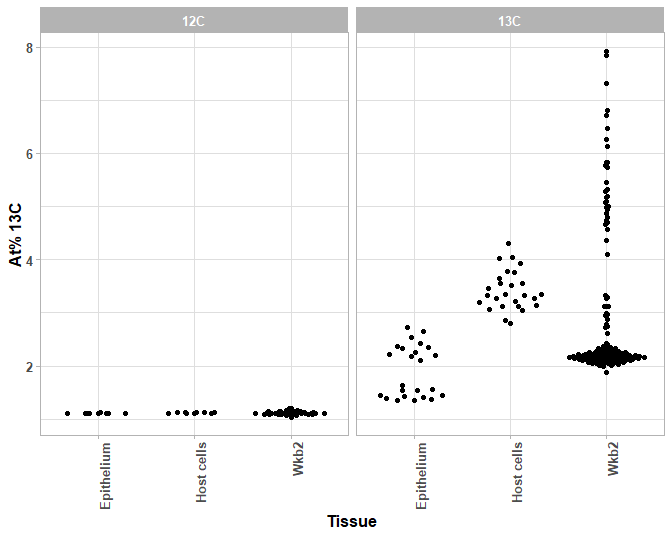 12C
13C
At% 13C
8
6
4
2
Epithelium
Host cells
Wkb2
Epithelium
Host cells
Wkb2
Tissue